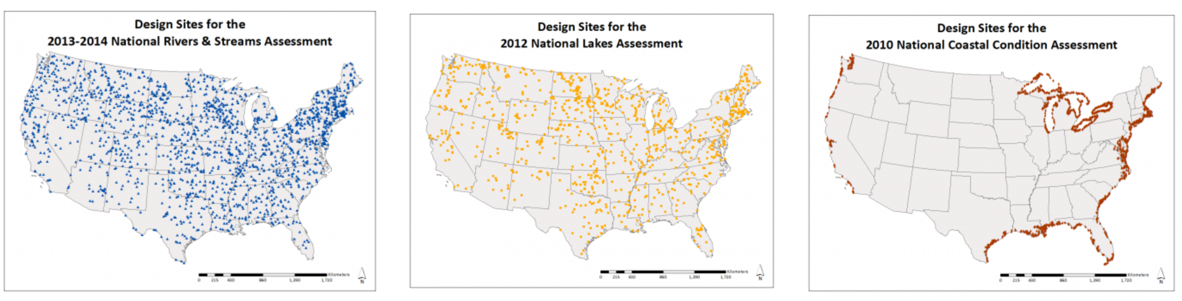 Design Sites for the
2013-2014 National Rivers & Streams Assessment
Kilometers
0 215 430 860 1,290 1,720
N
Design Sites for the
2012 National Lakes Assessment
Kilometers
0 215 430 860 1,290 1,720
N
Design Sites for the
2010 National Coastal Condition Assessment
Kilometers
0 215 430 860 1,290 1,720
N